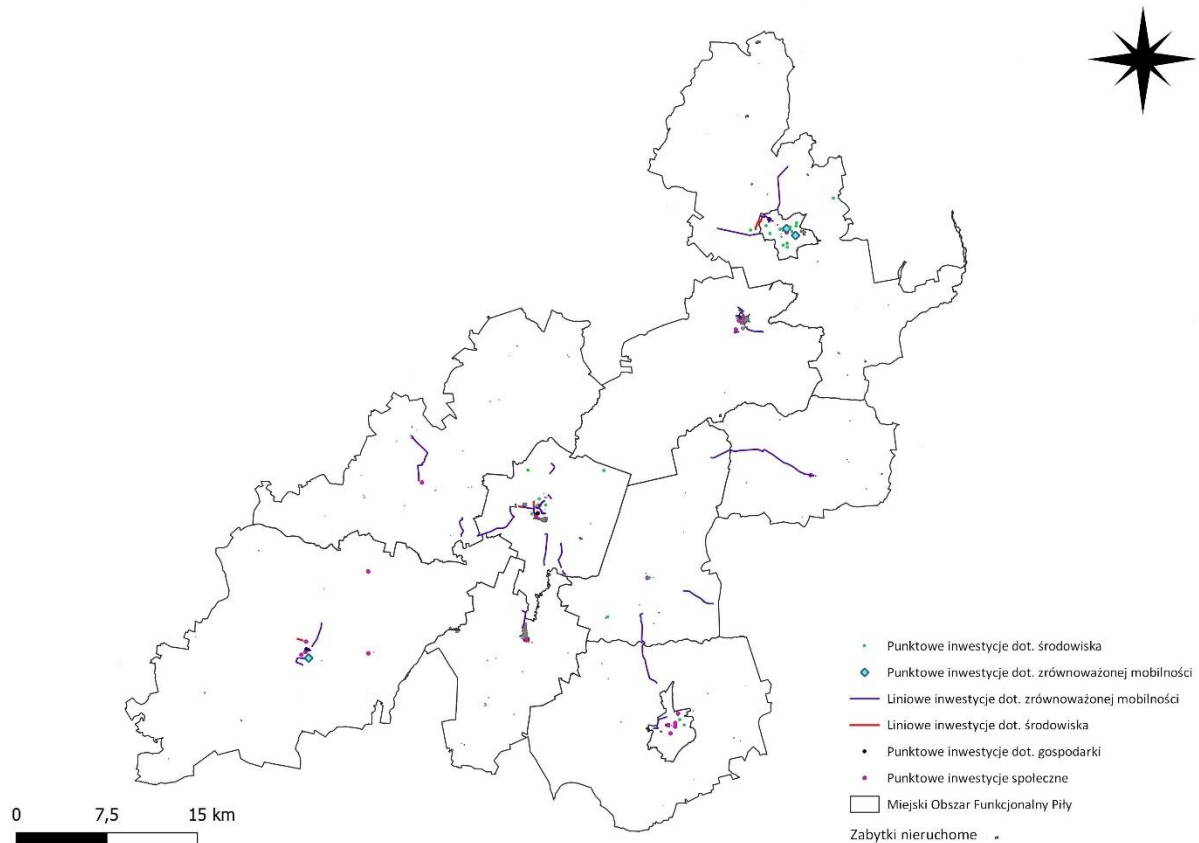 Punktowe inwestycje dot. środowiska
Punktowe inwestycje dot. zrównoważonej mobilności
Liniowe inwestycje dot. zrównoważonej mobilności
Liniowe inwestycje dot. środowiska
Punktowe inwestycje dot. gospodarki
Punktowe inwestycje społeczne
Miejski Obszar Funkcjonalny Piły
Zabytki nieruchome
0 7,5 15 km